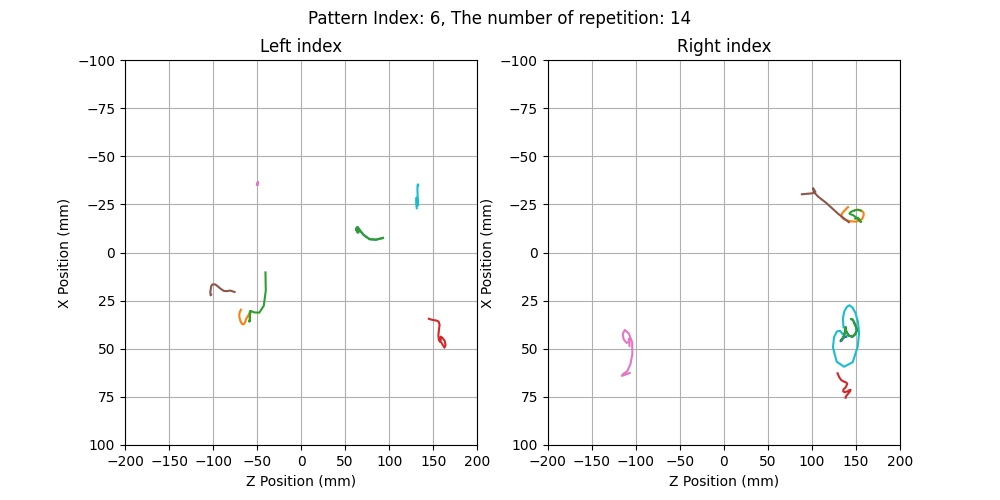 Pattern Index: 6, The number of repetition: 14
Left index
Right index
−100
−75
−50
−25
0
25
50
75
100
X Position (mm)
−200 −150 −100 −50 0 50 100 150 200
Z Position (mm)
−100
−75
−50
−25
0
25
50
75
100
X Position (mm)
−200 −150 −100 −50 0 50 100 150 200
Z Position (mm)